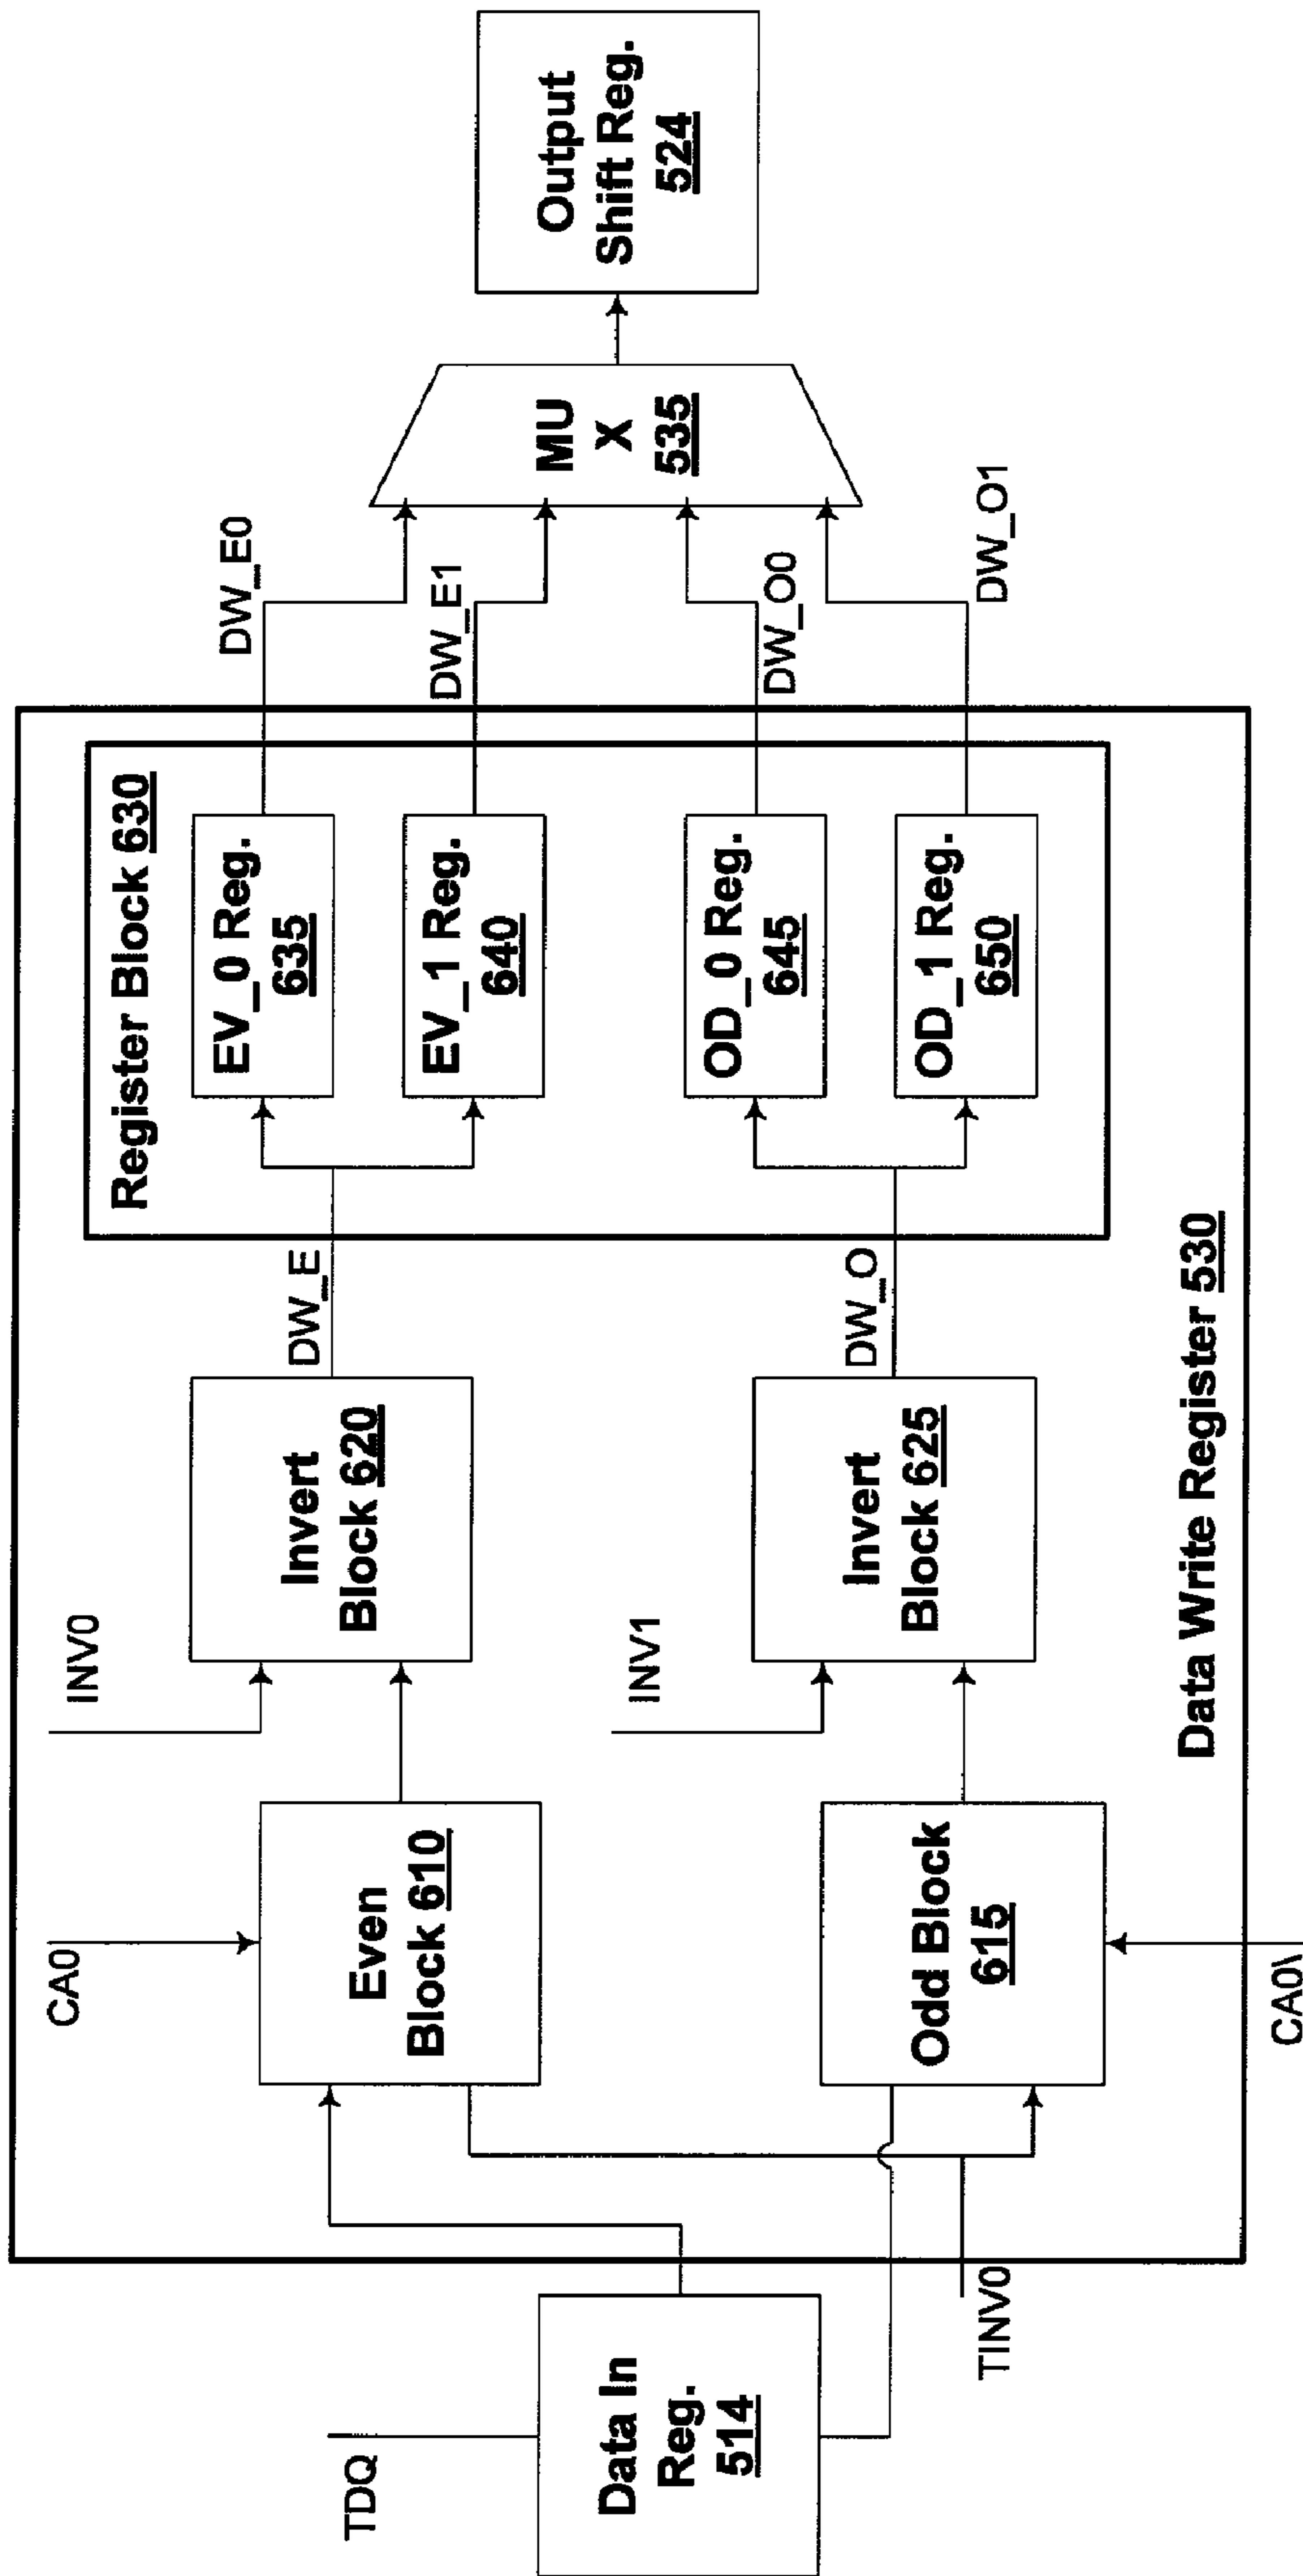 TDQ
Data In
Reg.
514
TINV0
CA0
Even
Block 610
Odd Block
615
CA0\
INV0
Invert
Block 620
INV1
Invert
Block 625
DW_E
DW_O
Data Write Register 530
Register Block 630
EV_0 Reg.
635
EV_1 Reg.
640
OD_0 Reg.
645
OD_1 Reg.
650
DW_E0
DW_E1
DW_O0
DW_O1
MU
X
535
Output
Shift Reg.
524